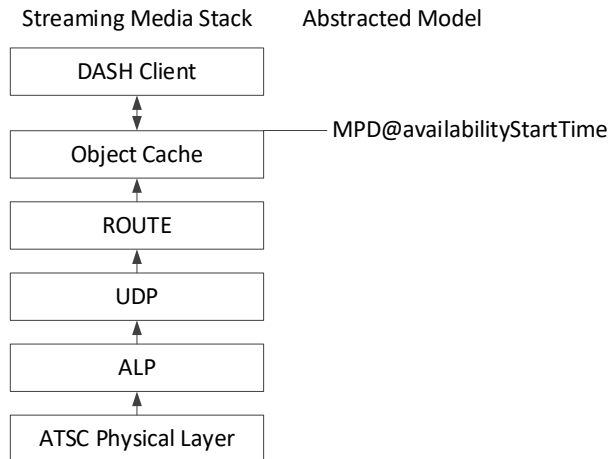 Streaming Media Stack Abstracted Model
DASH Client
MPD@availabilityStartTime
Object Cache
ROUTE
UDP
ALP
ATSC Physical Layer